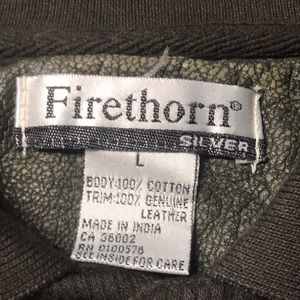 Firethorn®
SILVER
L
BODY:100% COTTON
TRIM:100% GENUINE
LEATHER
MADE IN INDIA
CA 36002
RN 0100576
SEE INSIDE FOR CARE